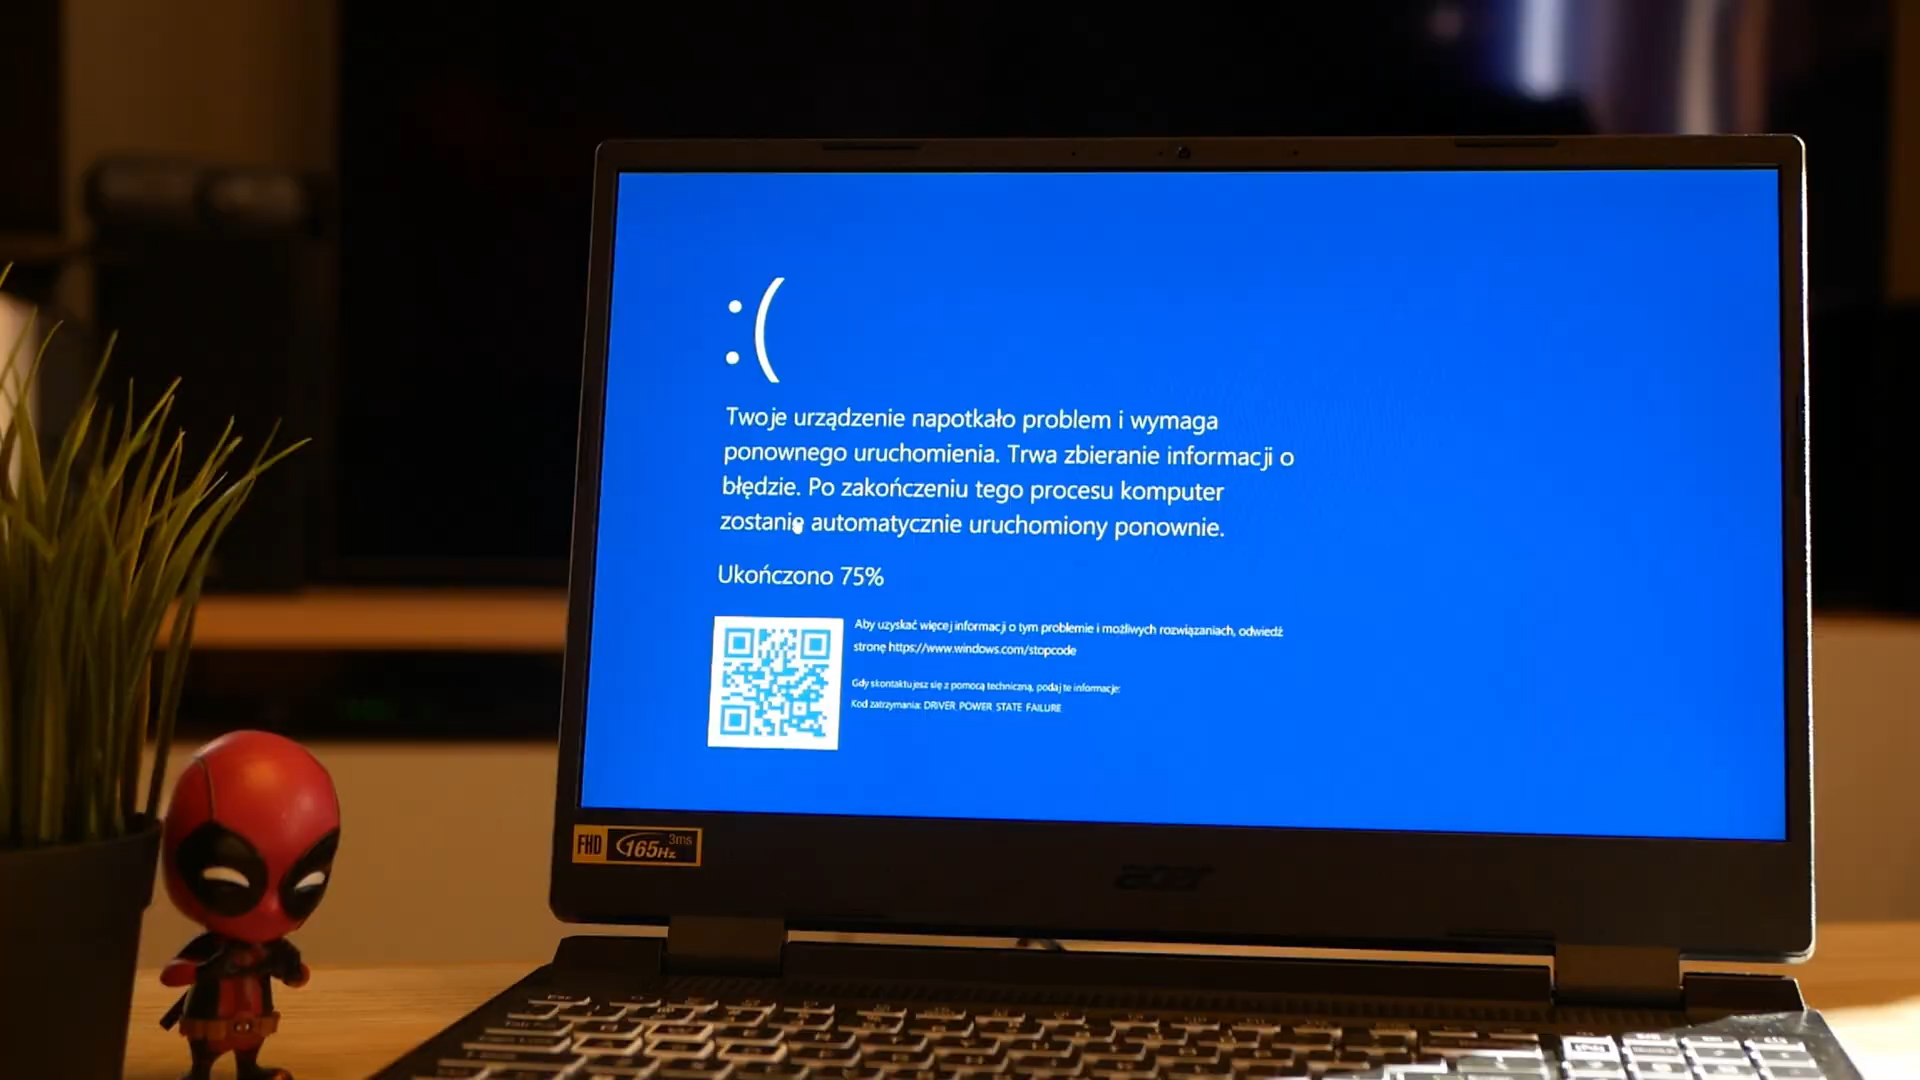 :(
Twoje urządzenie napotkało problem i wymaga
ponownego uruchomienia. Trwa zbieranie informacji o
błędzie. Po zakończeniu tego procesu komputer
zostanie automatycznie uruchomiony ponownie.
Ukończono 75%
Aby uzyskać więcej informacji o tym problemie i możliwych rozwiązaniach, odwiedź
stronę https://www.windows.com/stopcode
Gdy skontaktujesz się z pomocą techniczną, podaj te informacje:
Kod zatrzymania: DRIVER POWER STATE FAILURE
FHD 165Hz 3ms
acer